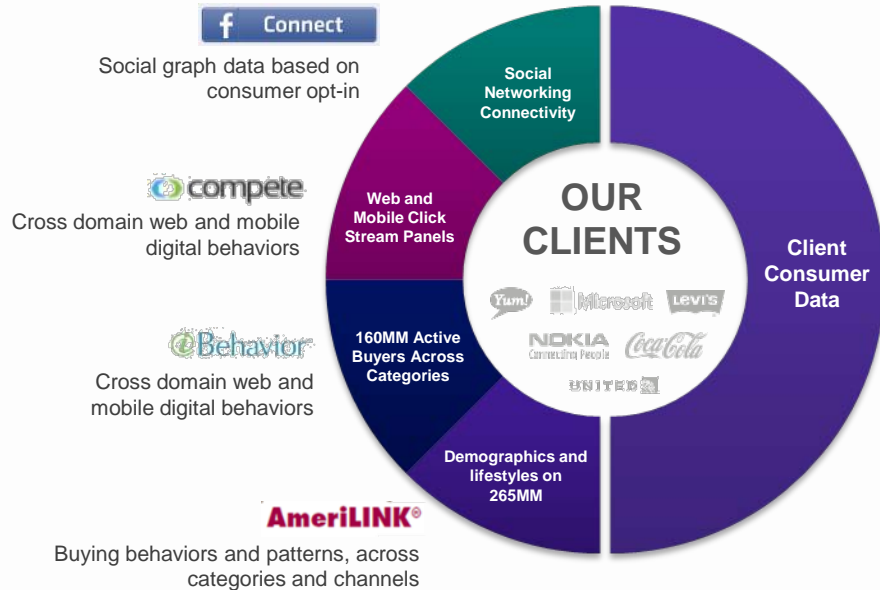 f Connect
Social graph data based on
consumer opt-in
compete
Cross domain web and mobile
digital behaviors
iBehavior
Cross domain web and
mobile digital behaviors
AmeriLINK®
Buying behaviors and patterns, across
categories and channels
Social
Networking
Connectivity
Web and
Mobile Click
Stream Panels
160MM Active
Buyers Across
Categories
Demographics and
lifestyles on
265MM
OUR
CLIENTS
Yum!
Microsoft
LEVI'S
NOKIA
Connecting People
Coca-Cola
UNITED
Client
Consumer
Data